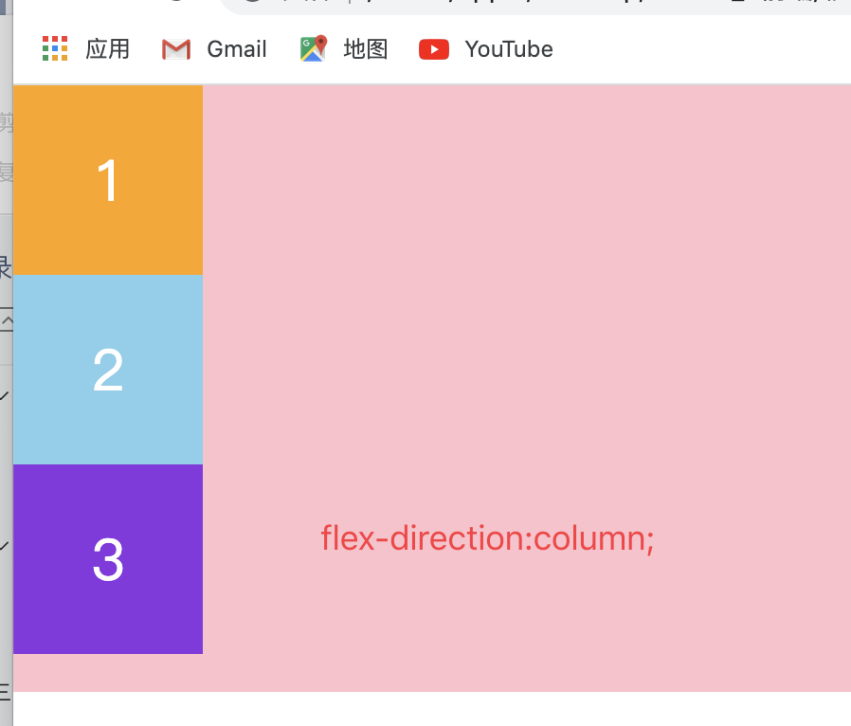 应用 Gmail 地图 YouTube
1
2
3
flex-direction:column;